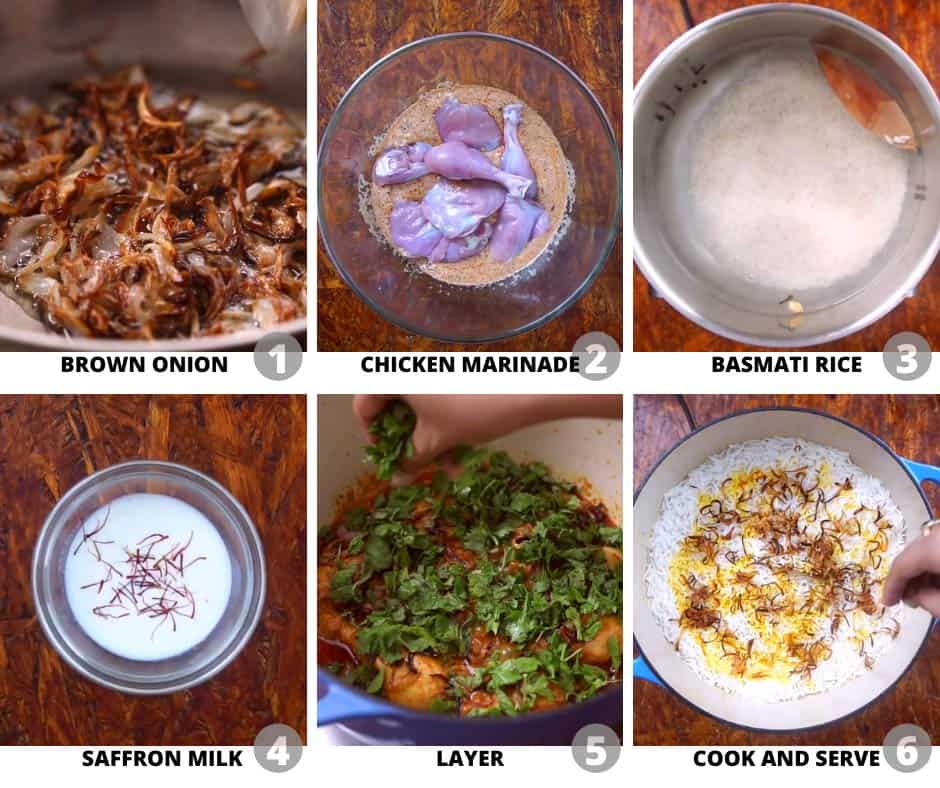 BROWN ONION 1
CHICKEN MARINADE 2
BASMATI RICE 3
SAFFRON MILK 4
LAYER 5
COOK AND SERVE 6